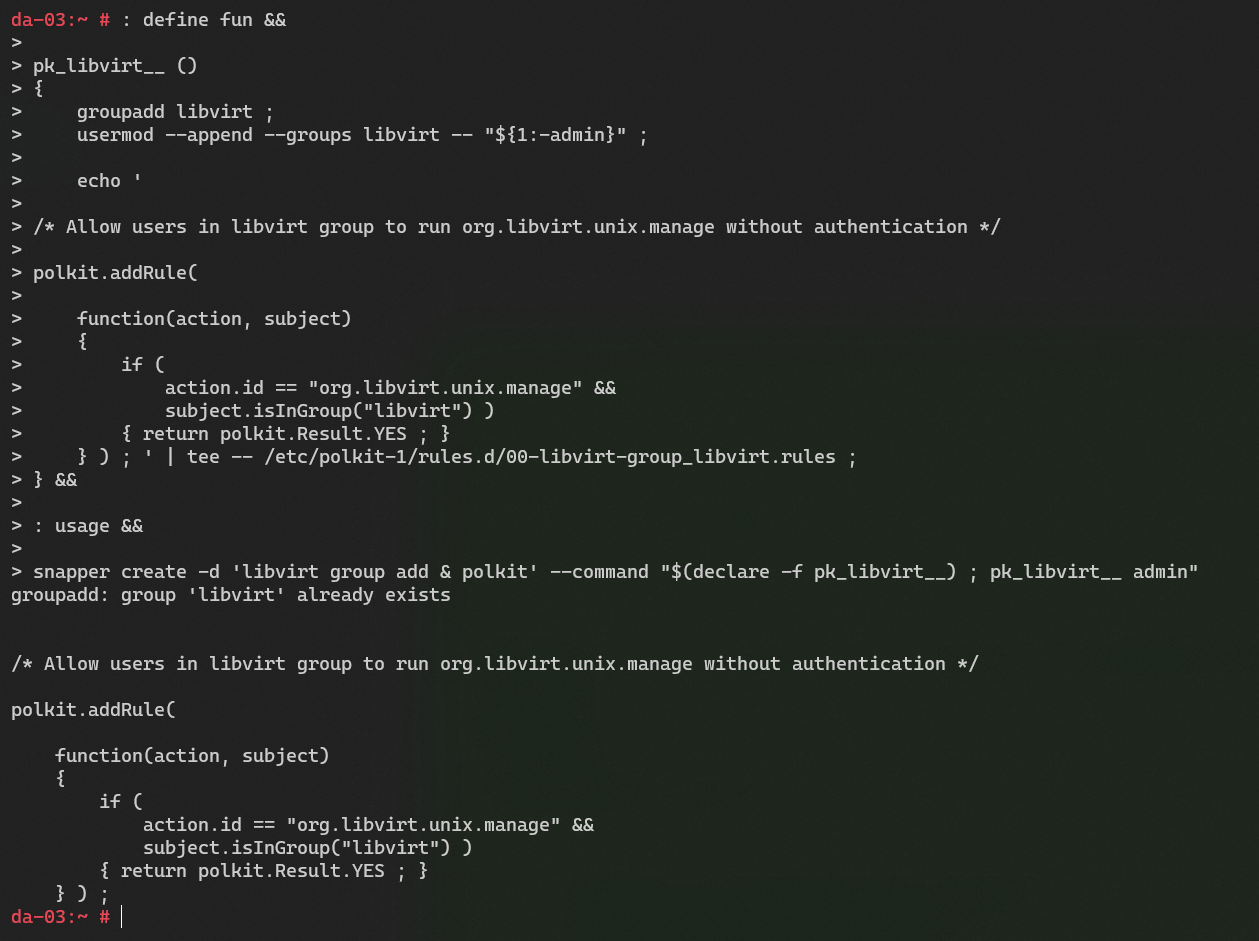 da-03:~ # : define fun &&
>
> pk_libvirt__ ()
> {
>     groupadd libvirt ;
>     usermod --append --groups libvirt -- "${1:-admin}" ;
>
>     echo '
>
> /* Allow users in libvirt group to run org.libvirt.unix.manage without authentication */
>
> polkit.addRule(
>
>     function(action, subject)
>     {
>         if (
>             action.id == "org.libvirt.unix.manage" &&
>             subject.isInGroup("libvirt") )
>         { return polkit.Result.YES ; }
>     } ) ; ' | tee -- /etc/polkit-1/rules.d/00-libvirt-group_libvirt.rules ;
> } &&
>
> : usage &&
>
> snapper create -d 'libvirt group add & polkit' --command "$(declare -f pk_libvirt__) ; pk_libvirt__ admin"
groupadd: group 'libvirt' already exists


/* Allow users in libvirt group to run org.libvirt.unix.manage without authentication */

polkit.addRule(

    function(action, subject)
    {
        if (
            action.id == "org.libvirt.unix.manage" &&
            subject.isInGroup("libvirt") )
        { return polkit.Result.YES ; }
    } ) ;
da-03:~ #